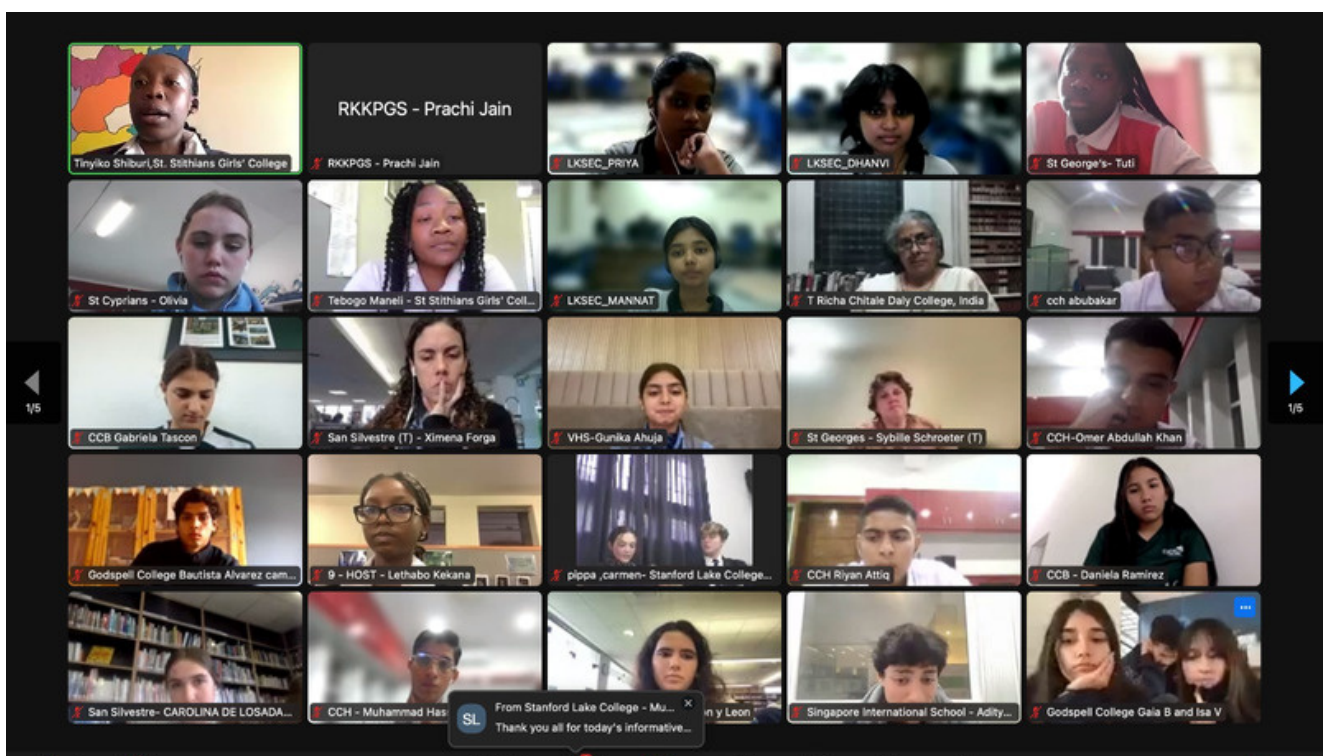 Tinyiko Shiburi,St. Stithians Girls' College
RKKPGS - Prachi Jain
RKKPGS - Prachi Jain
LKSEC_PRIYA
LKSEC_DHANVI
St George's- Tuti
St Cyprians - Olivia
Tebogo Maneli - St Stithians Girls' Coll...
LKSEC_MANNAT
T Richa Chitale Daly College, India
cch abubakar
1/5
1/5
CCB Gabriela Tascon
San Silvestre (T) - Ximena Forga
VHS-Gunika Ahuja
St Georges - Sybille Schroeter (T)
CCH-Omer Abdullah Khan
Godspell College Bautista Alvarez cam...
9 - HOST - Lethabo Kekana
pippa ,carmen- Stanford Lake College...
CCH Riyan Attiq
CCB - Daniela Ramirez
San Silvestre- CAROLINA DE LOSADA...
CCH - Muhammad Has
y Leon
Singapore International School - Adity...
Godspell College Gaia B and Isa V
SL
From Stanford Lake College - Mu...
Thank you all for today's informative...